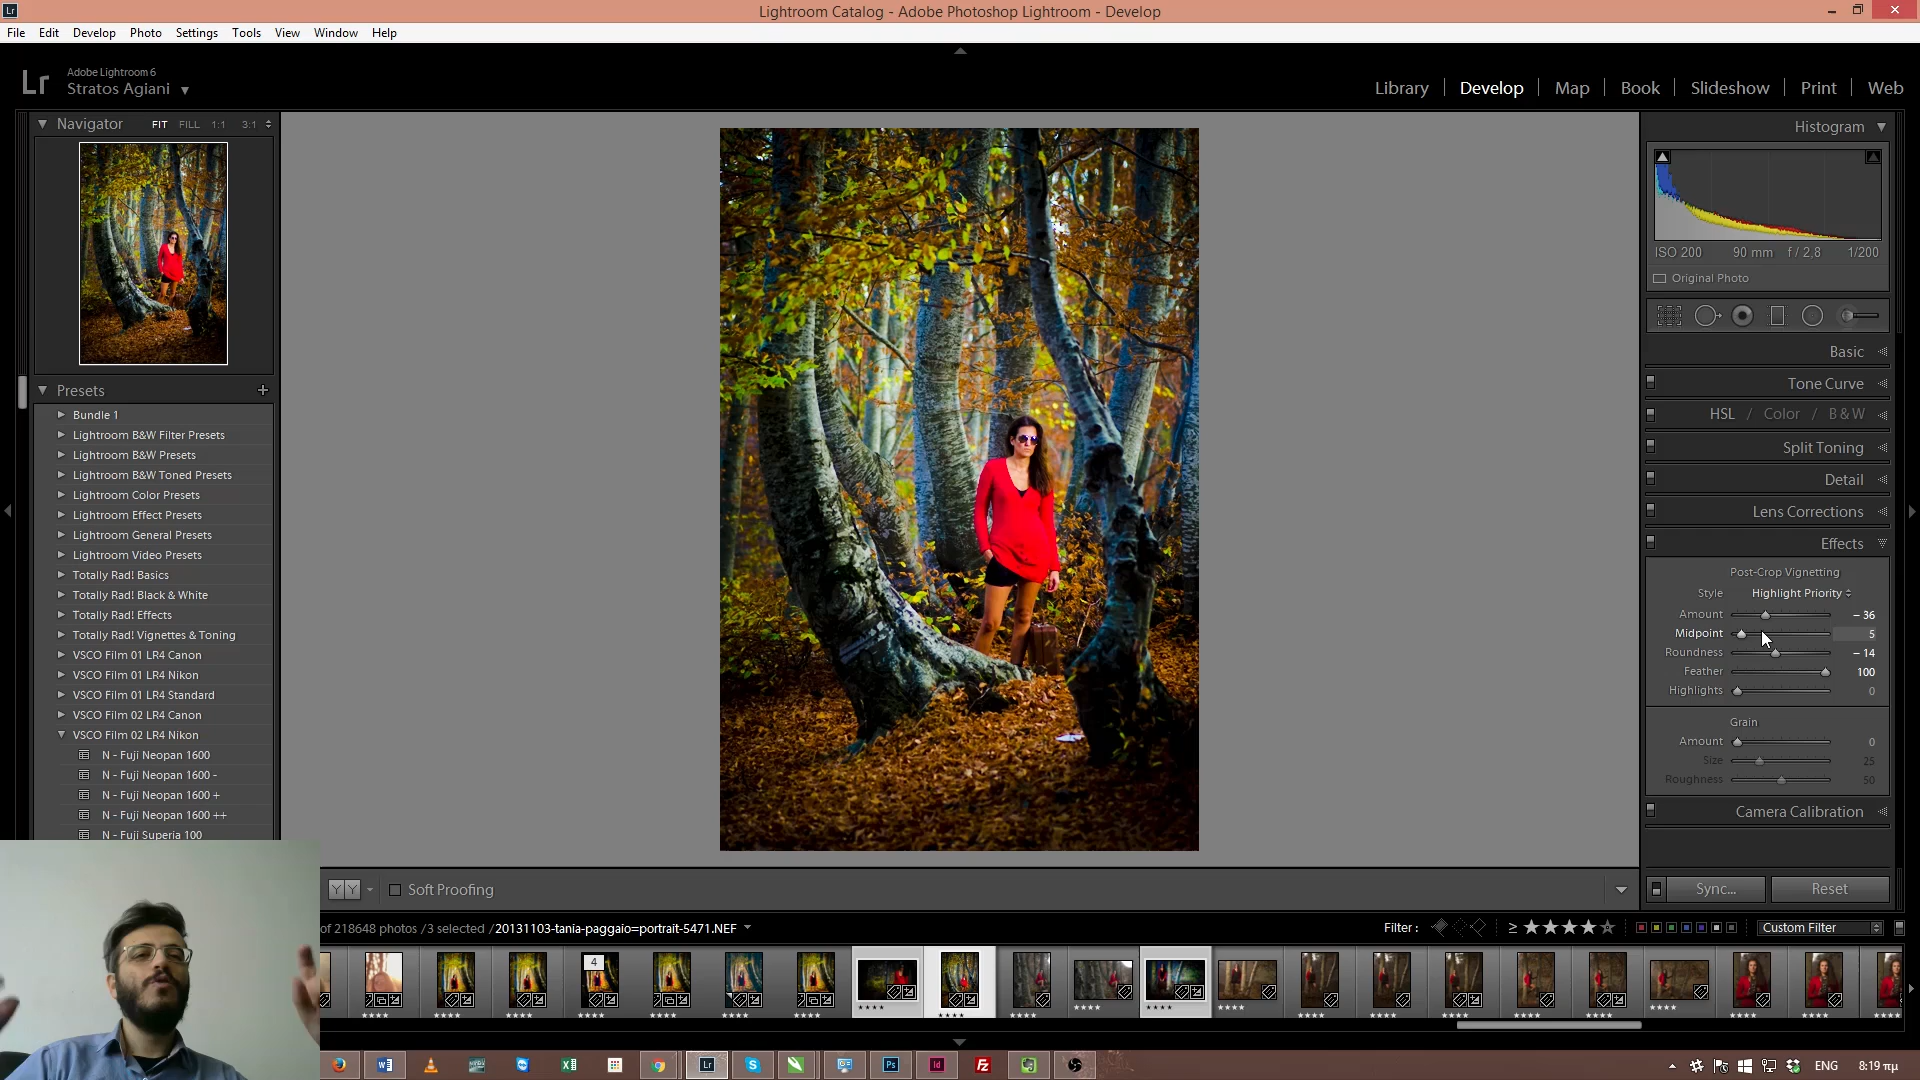 Lr Lightroom Catalog - Adobe Photoshop Lightroom - Develop
File Edit Develop Photo Settings Tools View Window Help
Lr Adobe Lightroom 6
Stratos Agiani
Library Develop Map Book Slideshow Print Web
Navigator FIT FILL 1:1 3:1
Presets +
Bundle 1
Lightroom B&W Filter Presets
Lightroom B&W Presets
Lightroom B&W Toned Presets
Lightroom Color Presets
Lightroom Effect Presets
Lightroom General Presets
Lightroom Video Presets
Totally Rad! Basics
Totally Rad! Black & White
Totally Rad! Effects
Totally Rad! Vignettes & Toning
VSCO Film 01 LR4 Canon
VSCO Film 01 LR4 Nikon
VSCO Film 01 LR4 Standard
VSCO Film 02 LR4 Canon
VSCO Film 02 LR4 Nikon
N - Fuji Neopan 1600
N - Fuji Neopan 1600 -
N - Fuji Neopan 1600 +
N - Fuji Neopan 1600 ++
N - Fuji Superia 100
Histogram
ISO 200 90 mm f / 2,8 1/200
Original Photo
Basic
Tone Curve
HSL / Color / B & W
Split Toning
Detail
Lens Corrections
Effects
Post-Crop Vignetting
Style Highlight Priority
Amount - 36
Midpoint 5
Roundness - 14
Feather 100
Highlights 0
Grain
Amount 0
Size 25
Roughness 50
Camera Calibration
Sync... Reset
YY Soft Proofing
of 218648 photos /3 selected /20131103-tania-paggaio=portrait-5471.NEF
Filter : ≥ ★★★★☆ Custom Filter
4
W Lr S Ps Id Fz
ENG 8:19 πμ